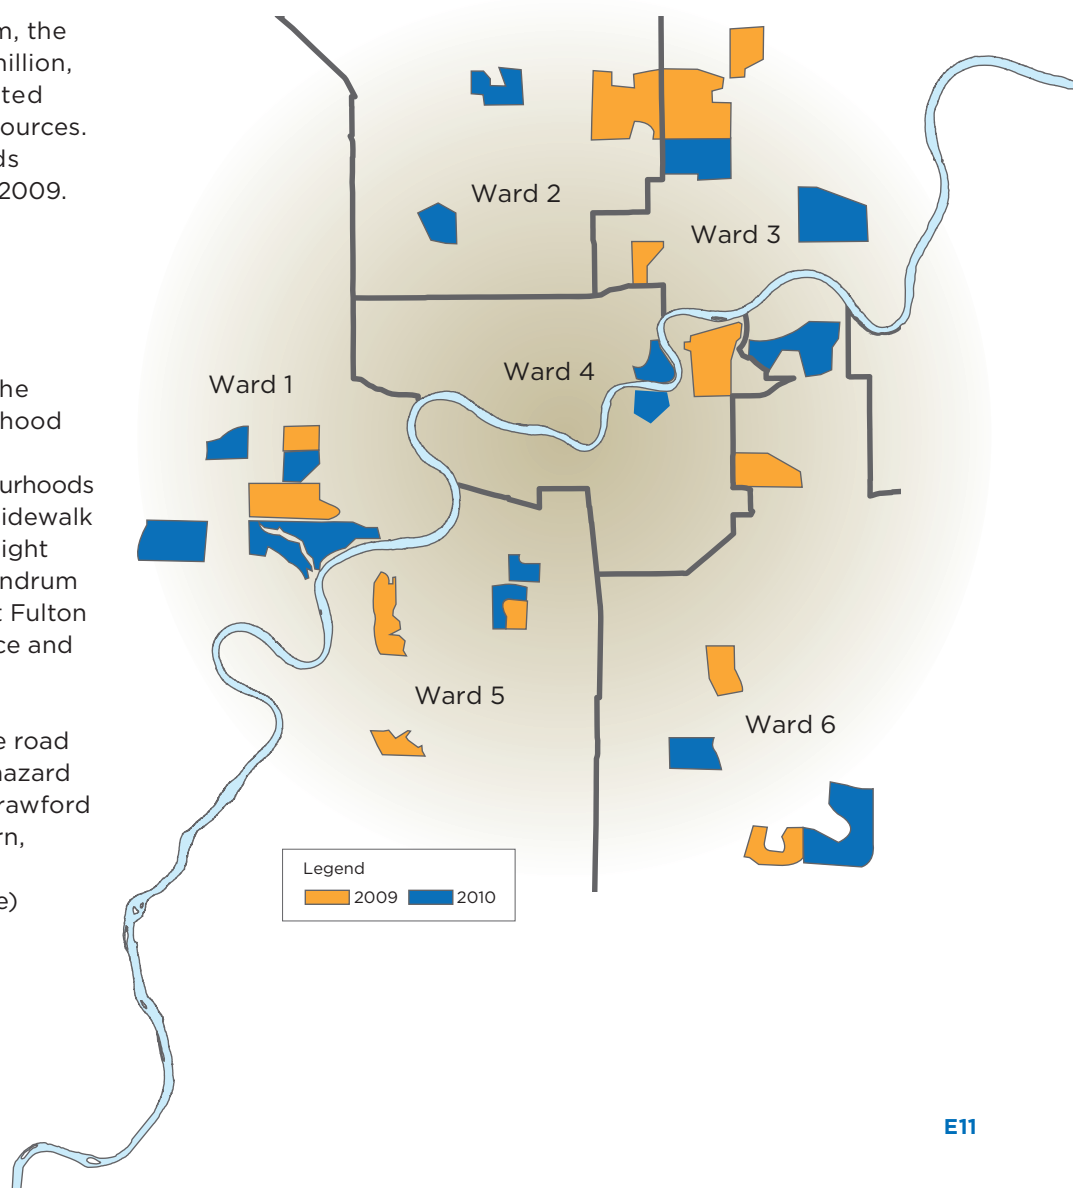 m, the
million,
ted
ources.
ds
2009.
he
hood
urhoods
idewalk
ight
ndrum
t Fulton
ce and
e road
hazard
rawford
rn,
e)
Ward 2
Ward 3
Ward 4
Ward 1
Ward 5
Ward 6
Legend
2009 2010
E11